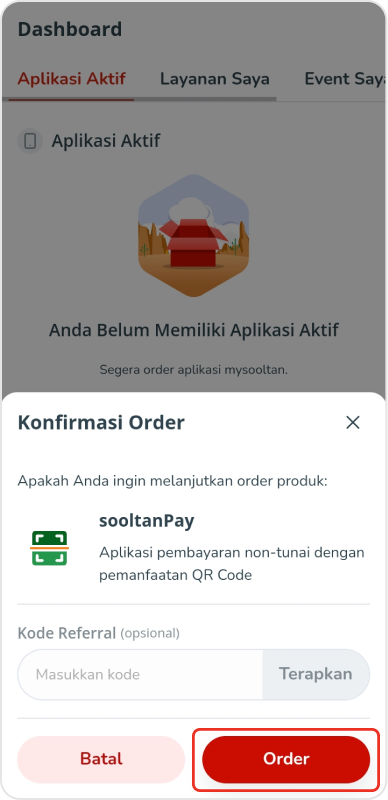 Dashboard
Aplikasi Aktif
Layanan Saya
Event Saya
Aplikasi Aktif
Anda Belum Memiliki Aplikasi Aktif
Segera order aplikasi mysooltan.
Konfirmasi Order
Apakah Anda ingin melanjutkan order produk:
sooltanPay
Aplikasi pembayaran non-tunai dengan
pemanfaatan QR Code
Kode Referral (opsional)
Masukkan kode
Terapkan
Batal
Order